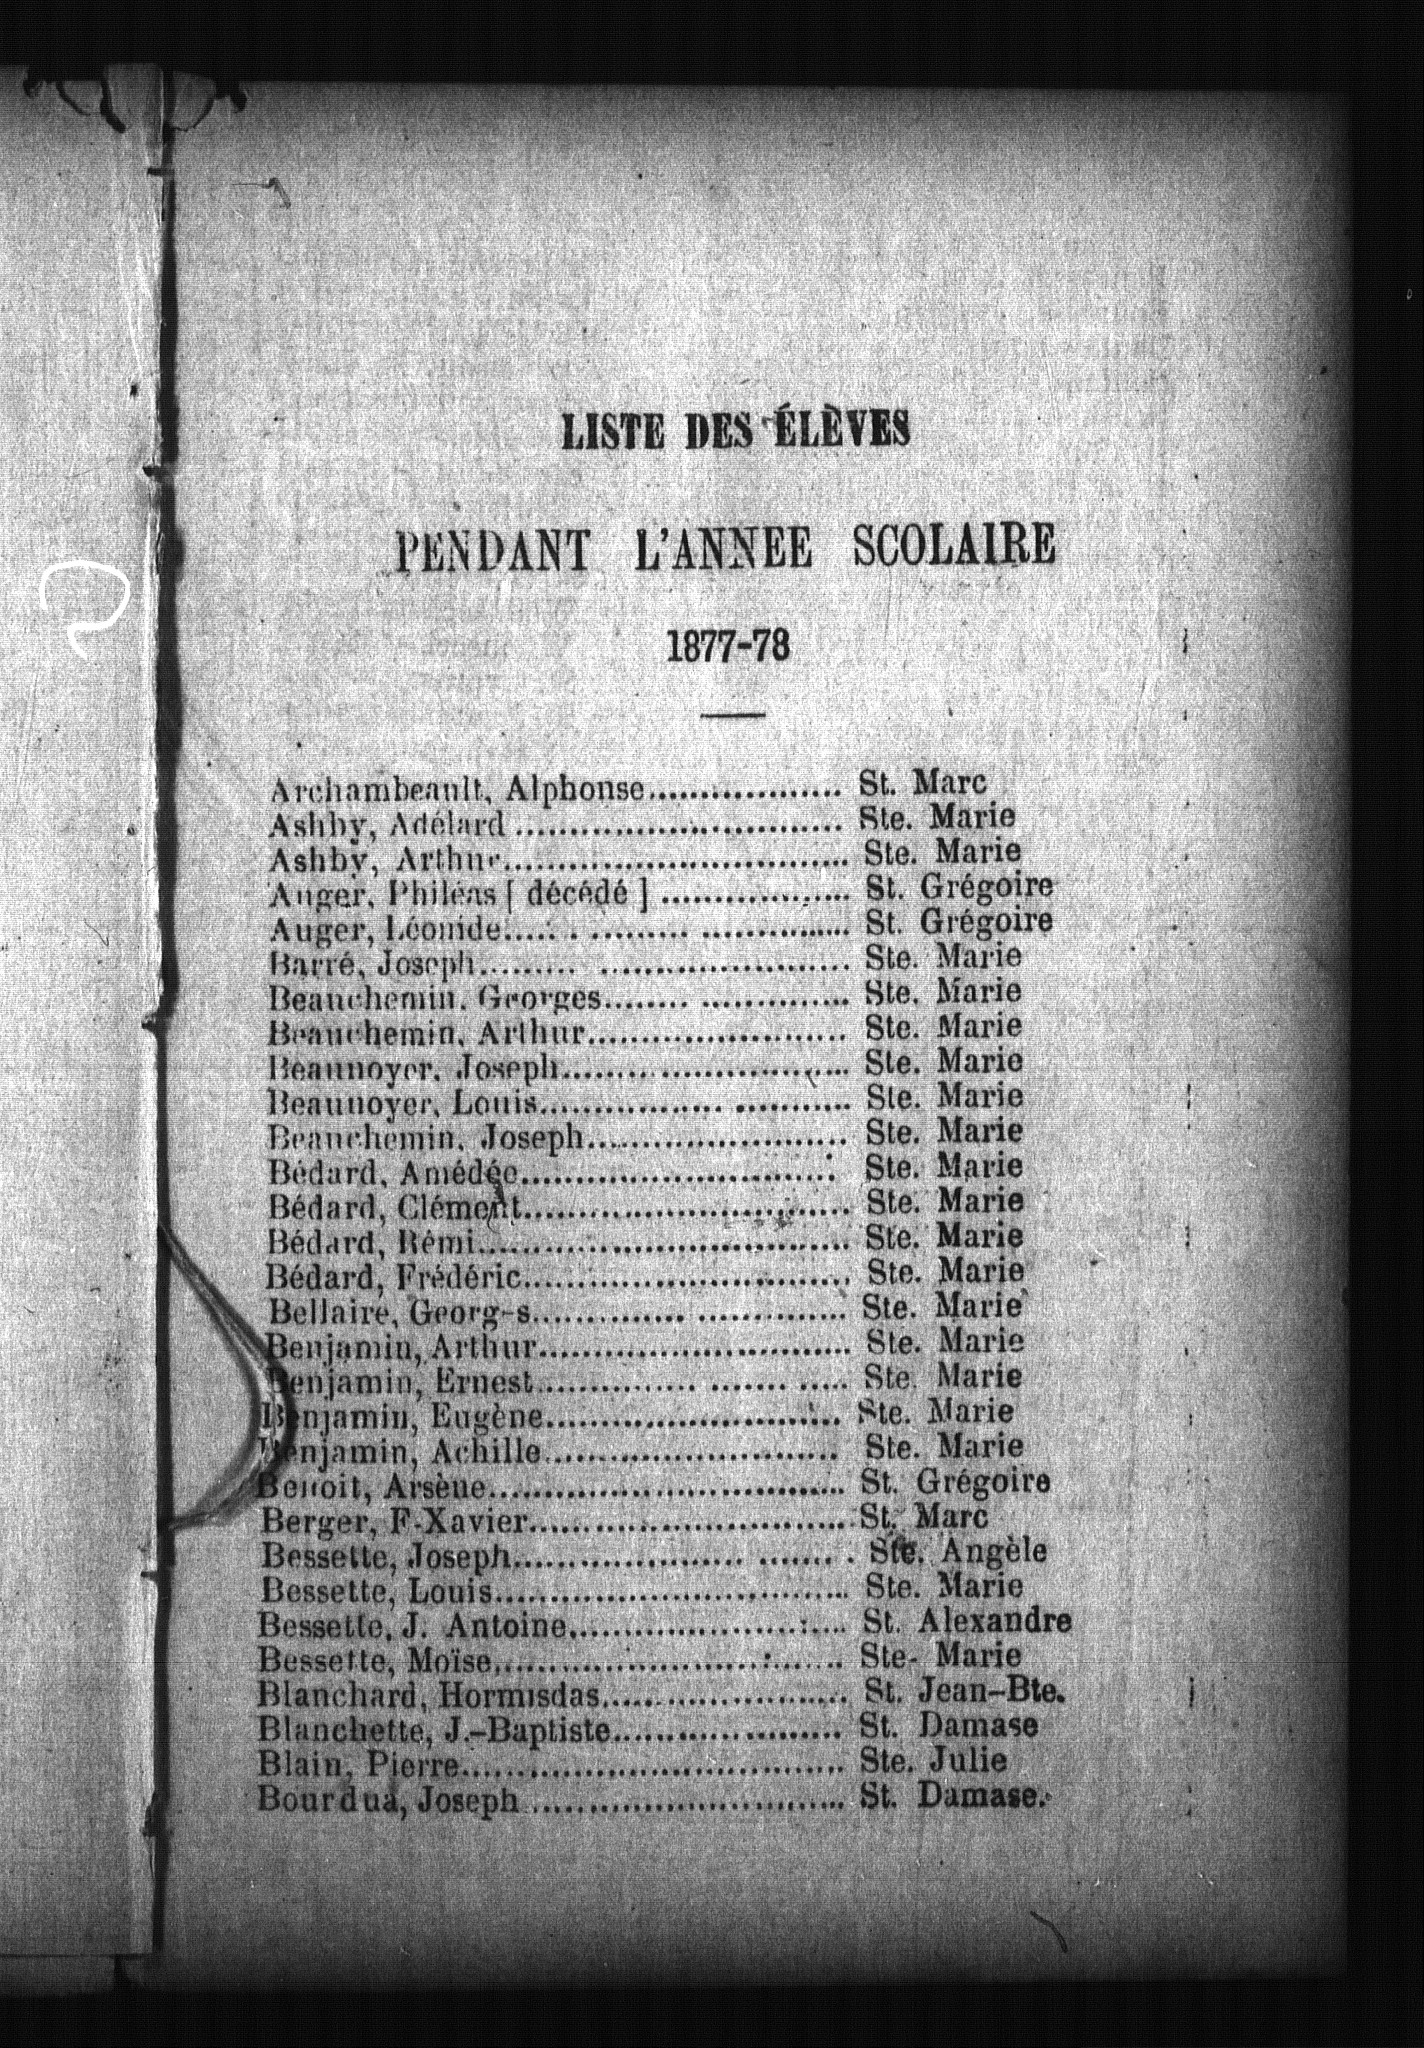 LISTE DES ÉLÈVES
PENDANT L'ANNEE SCOLAIRE
1877-78
Archambeault, Alphonse.................. St. Marc
Ashby, Adélard .............................. Ste. Marie
Ashby, Arthur................................ Ste. Marie
Auger, Philéas [ décédé ] .................. St. Grégoire
Auger, Léonide................................ St. Grégoire
Barré, Joseph................................ Ste. Marie
Beauchemin, Georges........................ Ste. Marie
Beauchemin, Arthur........................ Ste. Marie
Beaunoyer, Joseph........................... Ste. Marie
Beaunoyer, Louis............................. Ste. Marie
Beauchemin, Joseph......................... Ste. Marie
Bédard, Amédée.............................. Ste. Marie
Bédard, Clément.............................. Ste. Marie
Bédard, Rémi.................................. Ste. Marie
Bédard, Frédéric.............................. Ste. Marie
Bellaire, Georg-s.............................. Ste. Marie
Benjamin, Arthur............................. Ste. Marie
Benjamin, Ernest............................. Ste. Marie
Benjamin, Eugène............................ Ste. Marie
Benjamin, Achille............................. Ste. Marie
Benoit, Arsène................................. St. Grégoire
Berger, F-Xavier.............................. St. Marc
Bessette, Joseph.............................. Ste. Angèle
Bessette, Louis................................. Ste. Marie
Bessette, J. Antoine.......................... St. Alexandre
Bessette, Moïse................................ Ste- Marie
Blanchard, Hormisdas....................... St. Jean-Bte.
Blanchette, J.-Baptiste...................... St. Damase
Blain, Pierre.................................... Ste. Julie
Bourdua, Joseph .............................. St. Damase.